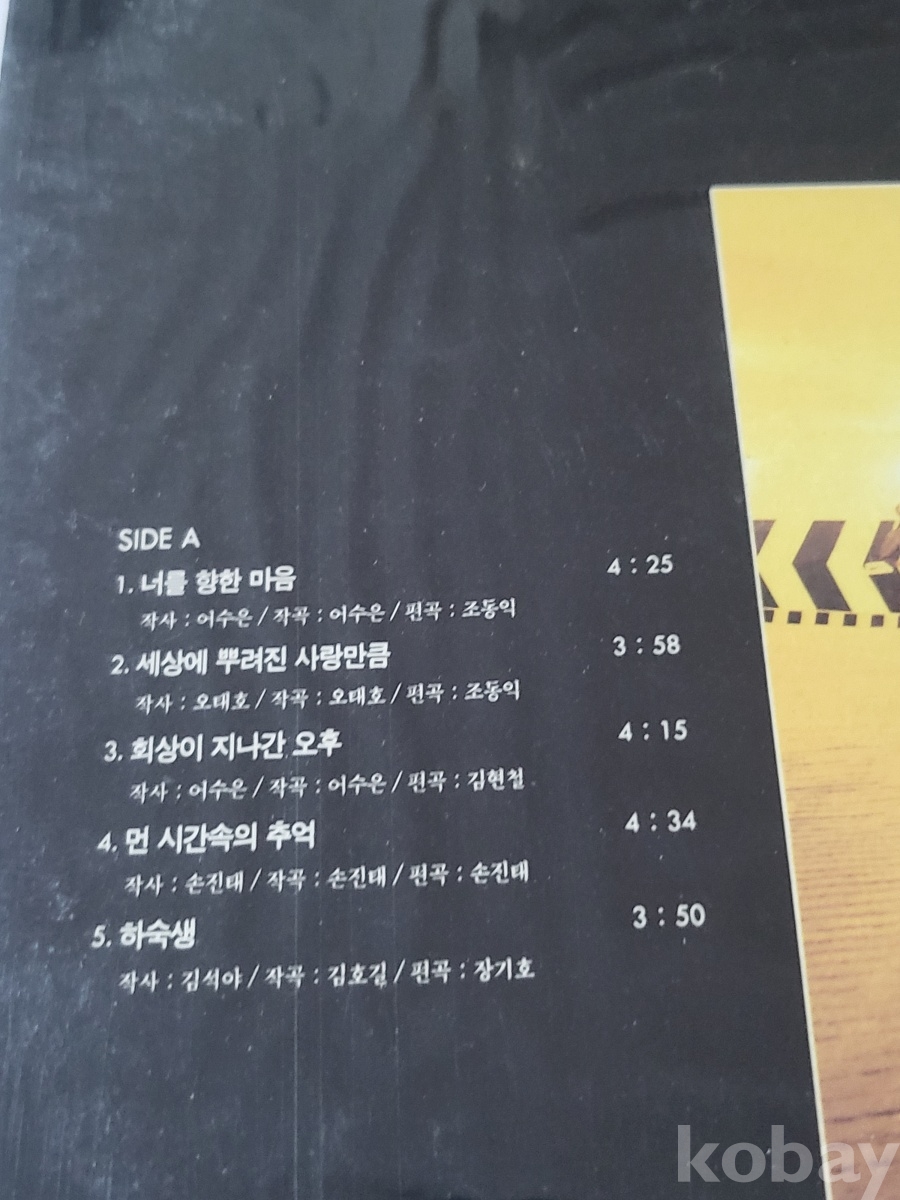 SIDE A
1. 너를 향한 마음 4 : 25
작사 : 어수은 / 작곡 : 어수은 / 편곡 : 조동익
2. 세상에 뿌려진 사랑만큼 3 : 58
작사 : 오태호 / 작곡 : 오태호 / 편곡 : 조동익
3. 회상이 지나간 오후 4 : 15
작사 : 어수은 / 작곡 : 어수은 / 편곡 : 김현철
4. 먼 시간속의 추억 4 : 34
작사 : 손진태 / 작곡 : 손진태 / 편곡 : 손진태
5. 하숙생 3 : 50
작사 : 김석야 / 작곡 : 김호길 / 편곡 : 장기호
kobay